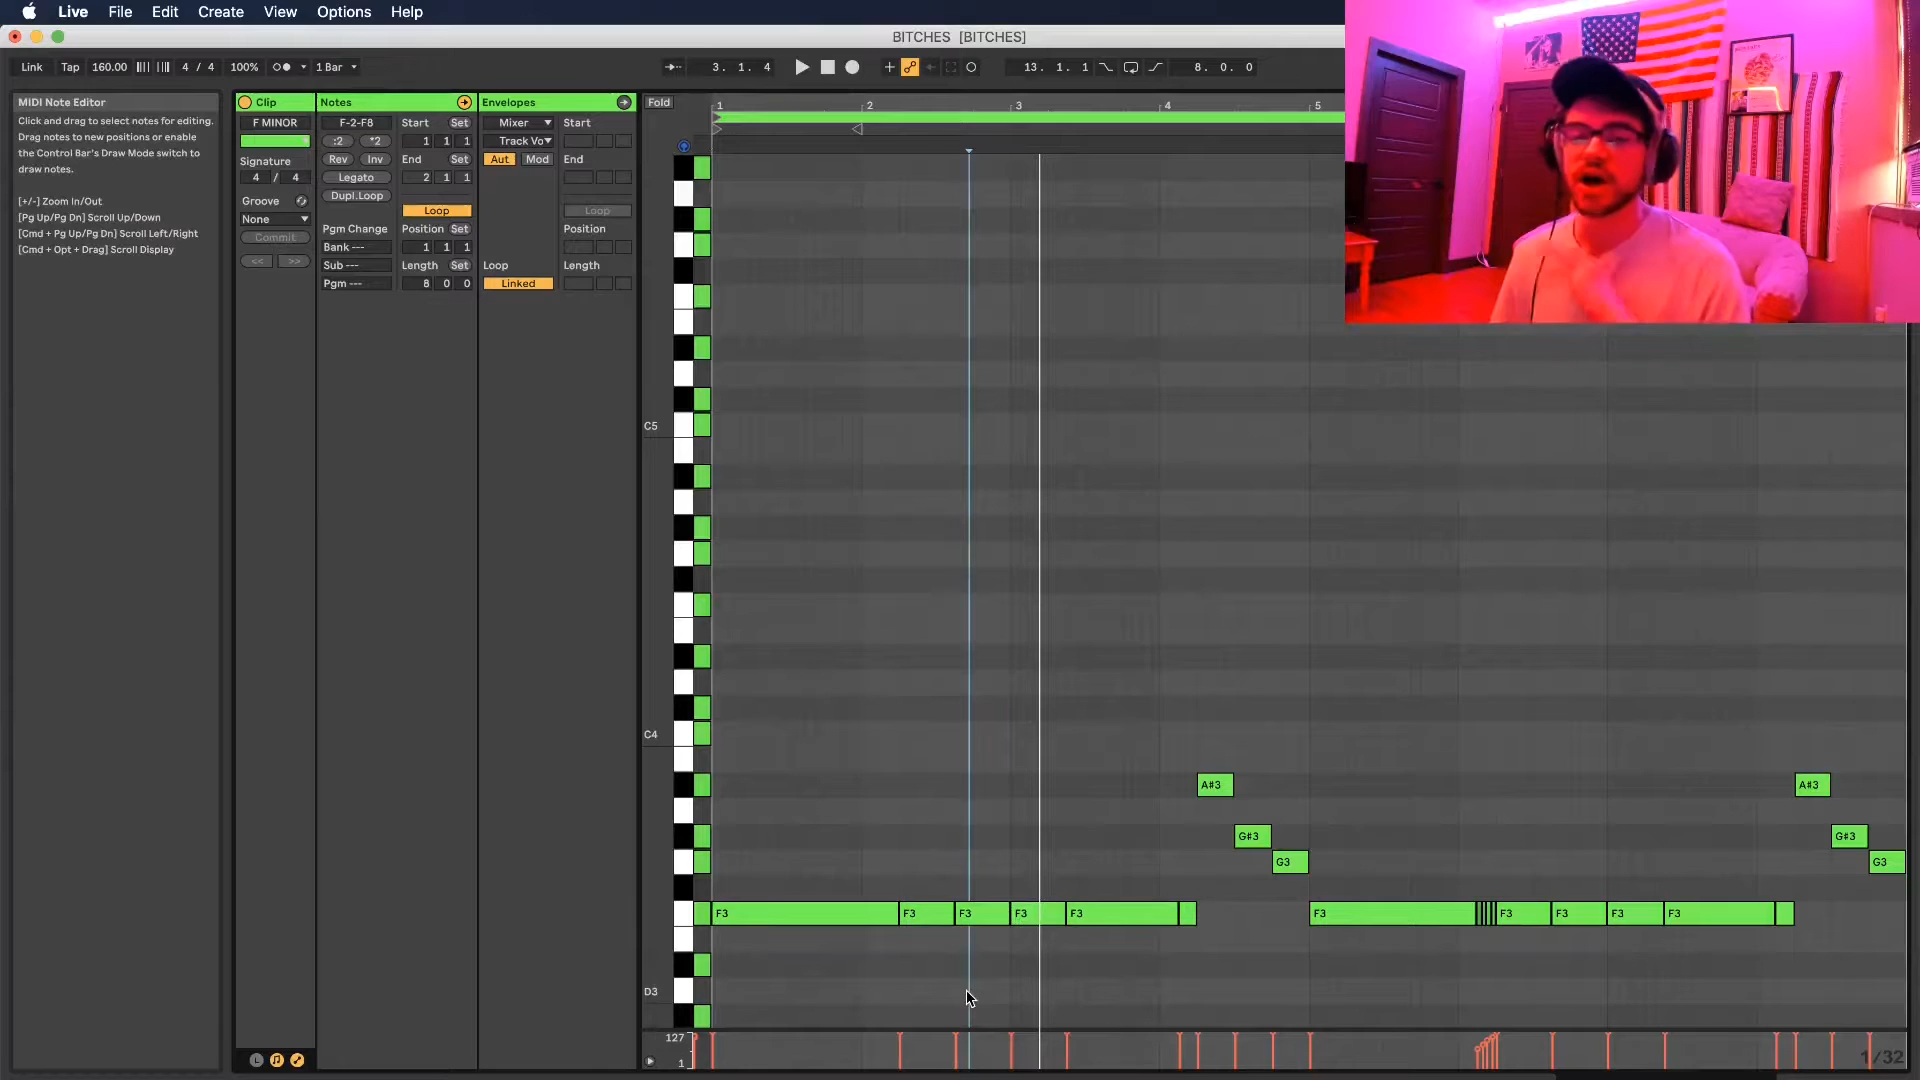 Live File Edit Create View Options Help
BITCHES [BITCHES]
Link Tap 160.00 4 / 4 100% 1 Bar 3. 1. 4 13. 1. 1 8. 0. 0
MIDI Note Editor
Click and drag to select notes for editing.
Drag notes to new positions or enable
the Control Bar's Draw Mode switch to
draw notes.
[+/-] Zoom In/Out
[Pg Up/Pg Dn] Scroll Up/Down
[Cmd + Pg Up/Pg Dn] Scroll Left/Right
[Cmd + Opt + Drag] Scroll Display
Clip
F MINOR
Signature
4 / 4
Groove
None
Commit
<< >>
Notes
F-2-F8 Start Set
:2 *2 1 1 1
Rev Inv End Set
Legato 2 1 1
Dupl.Loop
Loop
Pgm Change Position Set
Bank --- 1 1 1
Sub --- Length Set
Pgm --- 8 0 0
Envelopes
Mixer Start
Track Vo
Aut Mod End
Loop
Position
Loop Length
Linked
Fold 1 2 3 4 5
C5
C4
A#3 A#3
G#3 G#3
G3 G3
F3 F3 F3 F3 F3 F3 F3 F3 F3 F3
D3
127
1 1/32